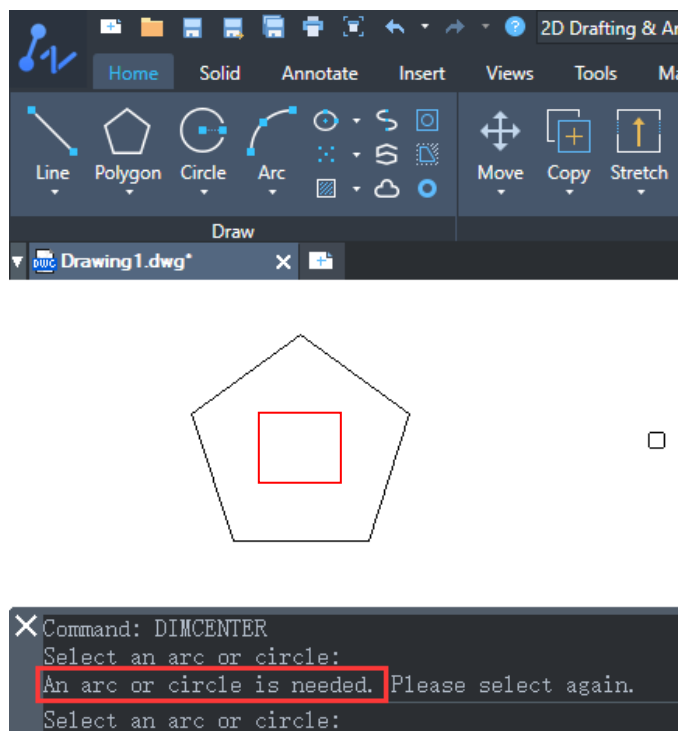 2D Drafting & An
Home Solid Annotate Insert Views Tools Ma
Line Polygon Circle Arc Move Copy Stretch
Draw
DWG Drawing1.dwg*
Command: DIMCENTER
Select an arc or circle:
An arc or circle is needed. Please select again.
Select an arc or circle: